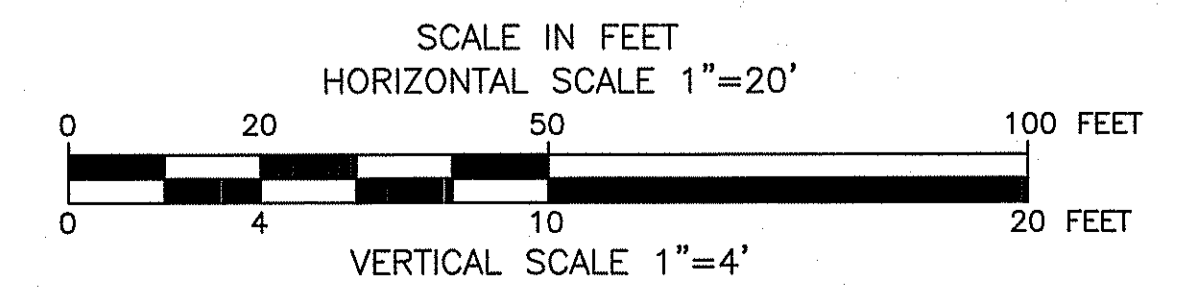 SCALE IN FEET
HORIZONTAL SCALE 1"=20'
0 20 50 100 FEET
0 4 10 20 FEET
VERTICAL SCALE 1"=4'